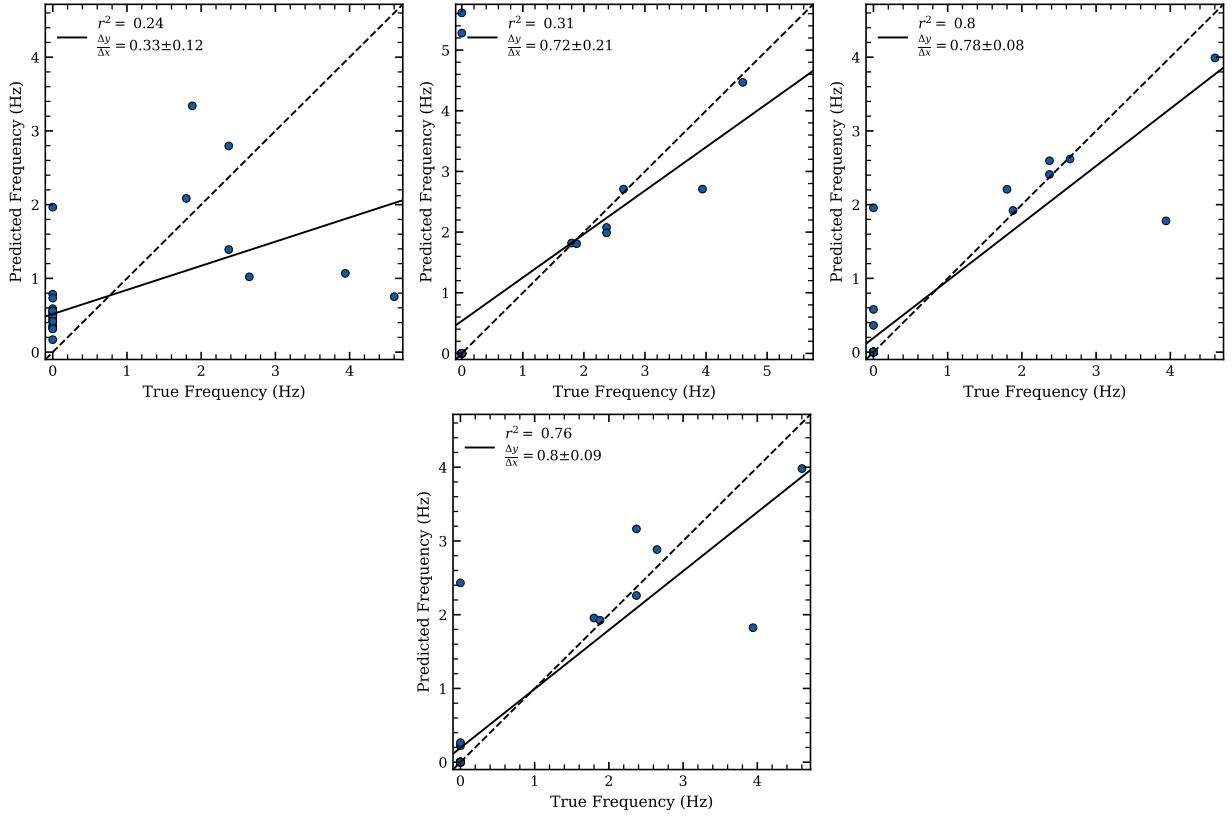 r² = 0.24
Δy/Δx = 0.33±0.12
Predicted Frequency (Hz)
4
3
2
1
0
0 1 2 3 4
True Frequency (Hz)
r² = 0.31
Δy/Δx = 0.72±0.21
Predicted Frequency (Hz)
5
4
3
2
1
0
0 1 2 3 4 5
True Frequency (Hz)
r² = 0.8
Δy/Δx = 0.78±0.08
Predicted Frequency (Hz)
4
3
2
1
0
0 1 2 3 4
True Frequency (Hz)
r² = 0.76
Δy/Δx = 0.8±0.09
Predicted Frequency (Hz)
4
3
2
1
0
0 1 2 3 4
True Frequency (Hz)